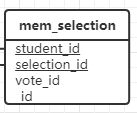 mem_selection
student_id
selection_id
vote_id
id